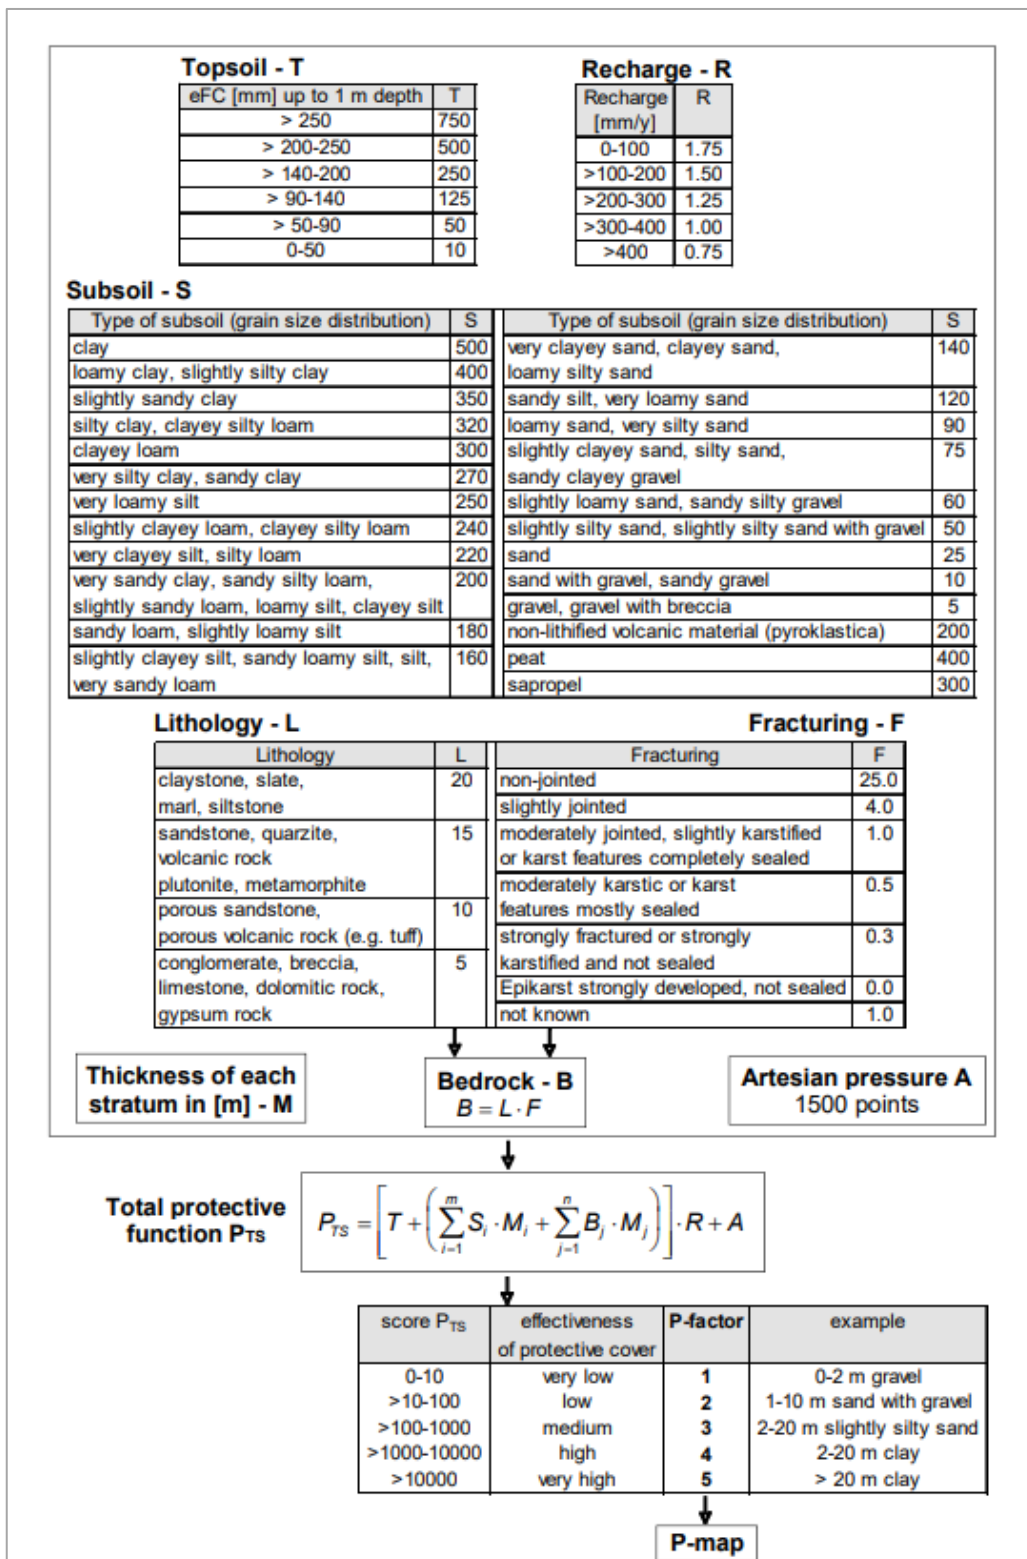 Topsoil - T
eFC [mm] up to 1 m depth T
> 250 750
> 200-250 500
> 140-200 250
> 90-140 125
> 50-90 50
0-50 10
Recharge - R
Recharge R
[mm/y]
0-100 1.75
>100-200 1.50
>200-300 1.25
>300-400 1.00
>400 0.75
Subsoil - S
Type of subsoil (grain size distribution) S
clay 500
loamy clay, slightly silty clay 400
slightly sandy clay 350
silty clay, clayey silty loam 320
clayey loam 300
very silty clay, sandy clay 270
very loamy silt 250
slightly clayey loam, clayey silty loam 240
very clayey silt, silty loam 220
very sandy clay, sandy silty loam, 200
slightly sandy loam, loamy silt, clayey silt
sandy loam, slightly loamy silt 180
slightly clayey silt, sandy loamy silt, silt, 160
very sandy loam
Type of subsoil (grain size distribution) S
very clayey sand, clayey sand, 140
loamy silty sand
sandy silt, very loamy sand 120
loamy sand, very silty sand 90
slightly clayey sand, silty sand, 75
sandy clayey gravel
slightly loamy sand, sandy silty gravel 60
slightly silty sand, slightly silty sand with gravel 50
sand 25
sand with gravel, sandy gravel 10
gravel, gravel with breccia 5
non-lithified volcanic material (pyroklastica) 200
peat 400
sapropel 300
Lithology - L
Lithology L
claystone, slate, 20
marl, siltstone
sandstone, quarzite, 15
volcanic rock
plutonite, metamorphite
porous sandstone, 10
porous volcanic rock (e.g. tuff)
conglomerate, breccia, 5
limestone, dolomitic rock,
gypsum rock
Fracturing - F
Fracturing F
non-jointed 25.0
slightly jointed 4.0
moderately jointed, slightly karstified 1.0
or karst features completely sealed
moderately karstic or karst 0.5
features mostly sealed
strongly fractured or strongly 0.3
karstified and not sealed
Epikarst strongly developed, not sealed 0.0
not known 1.0
Thickness of each
stratum in [m] - M
Bedrock - B
B = L · F
Artesian pressure A
1500 points
Total protective
function PTS
P_TS = [ T + ( ∑_{i=1}^{m} S_i · M_i + ∑_{j=1}^{n} B_j · M_j ) ] · R + A
score PTS effectiveness P-factor example
of protective cover
0-10 very low 1 0-2 m gravel
>10-100 low 2 1-10 m sand with gravel
>100-1000 medium 3 2-20 m slightly silty sand
>1000-10000 high 4 2-20 m clay
>10000 very high 5 > 20 m clay
P-map